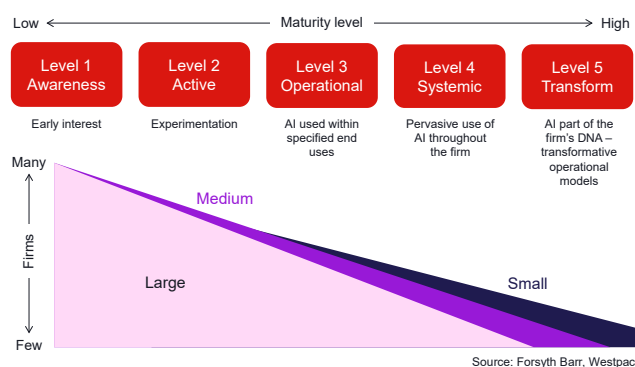 Low Maturity level High
Level 1
Awareness
Level 2
Active
Level 3
Operational
Level 4
Systemic
Level 5
Transform
Early interest
Experimentation
AI used within
specified end
uses
Pervasive use of
AI throughout
the firm
AI part of the
firm's DNA –
transformative
operational
models
Many
Firms
Few
Medium
Large
Small
Source: Forsyth Barr, Westpac